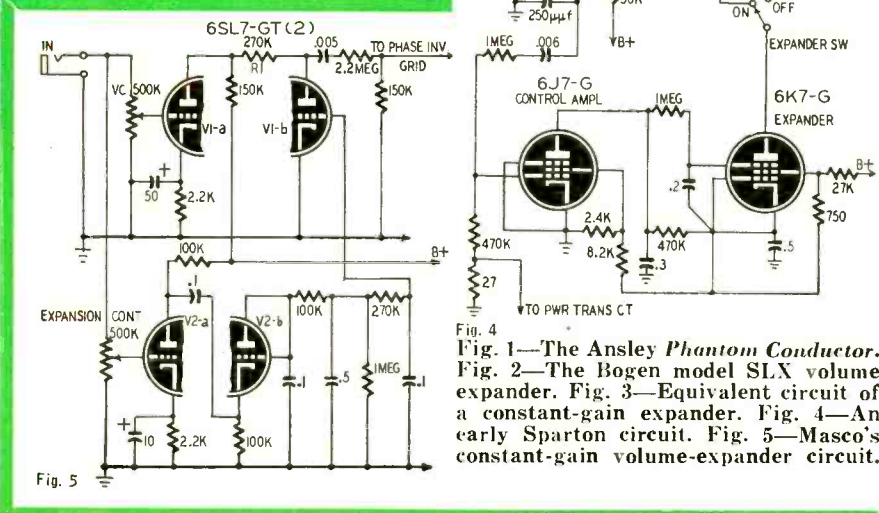 6SL7-GT(2)
IN
270K
R1
.005
2.2MEG
TO PHASE INV.
GRID
VC 500K
150K
150K
V1-a
V1-b
50
+
2.2K
100K
B+
.1
EXPANSION CONT
500K
V2-a
V2-b
100K
270K
+
10
2.2K
100K
.1
.5
1MEG
.1
Fig. 5
250µµf
50K
ON
OFF
B+
EXPANDER SW
1MEG
.006
6J7-G
CONTROL AMPL
1MEG
6K7-G
EXPANDER
B+
.2
27K
2.4K
750
470K
8.2K
470K
.3
.5
27
TO PWR TRANS CT
Fig. 4
Fig. 1—The Ansley Phantom Conductor.
Fig. 2—The Bogen model SLX volume
expander. Fig. 3—Equivalent circuit of
a constant-gain expander. Fig. 4—An
early Sparton circuit. Fig. 5—Masco's
constant-gain volume-expander circuit.